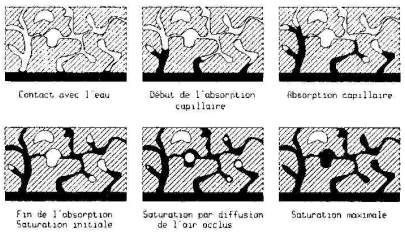 Contact avec l'eau
Début de l'absorption
capillaire
Absorption capillaire
Fin de l'absorption
Saturation initiale
Saturation par diffusion
de l'air occlus
Saturation maximale